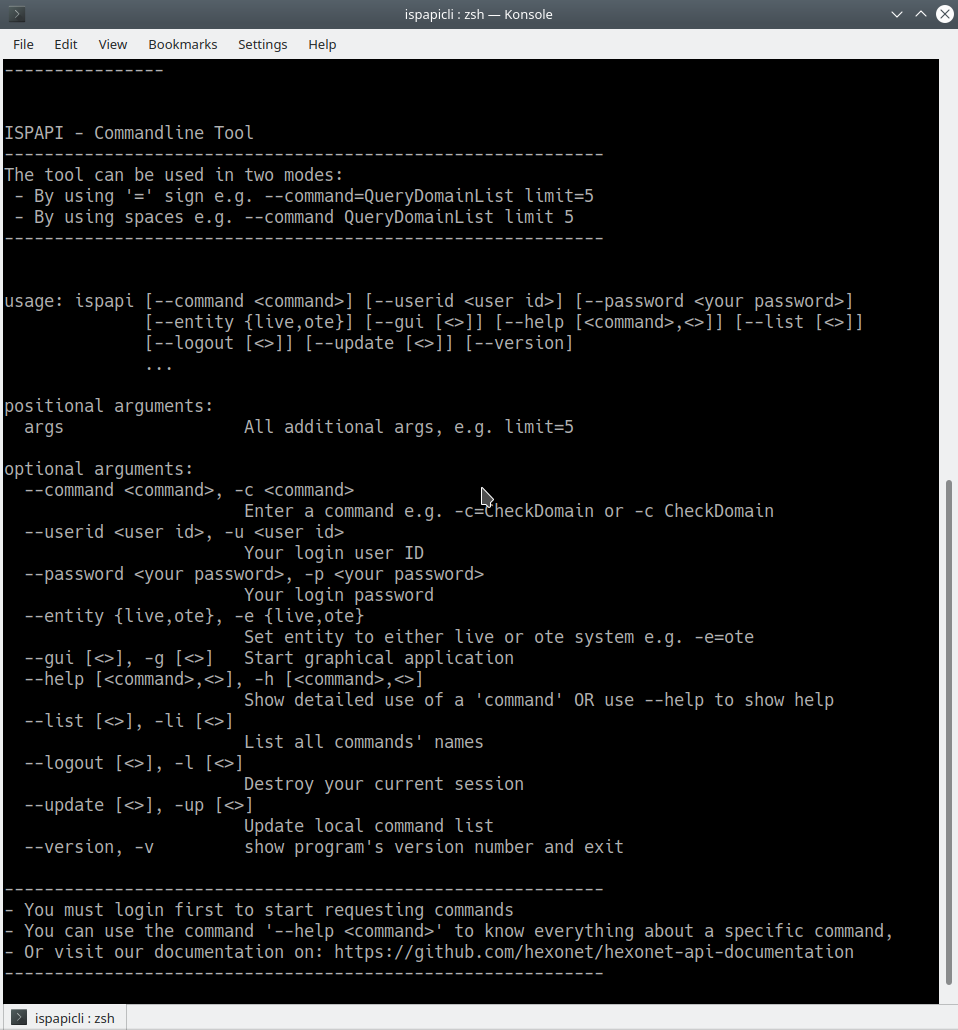 ispapicli : zsh — Konsole
File Edit View Bookmarks Settings Help
----------------
ISPAPI - Commandline Tool
------------------------------------------------------------
The tool can be used in two modes:
- By using '=' sign e.g. --command=QueryDomainList limit=5
- By using spaces e.g. --command QueryDomainList limit 5
------------------------------------------------------------
usage: ispapi [--command <command>] [--userid <user id>] [--password <your password>]
[--entity {live,ote}] [--gui [<>]] [--help [<command>,<>]] [--list [<>]]
[--logout [<>]] [--update [<>]] [--version]
...
positional arguments:
args All additional args, e.g. limit=5
optional arguments:
--command <command>, -c <command>
Enter a command e.g. -c=CheckDomain or -c CheckDomain
--userid <user id>, -u <user id>
Your login user ID
--password <your password>, -p <your password>
Your login password
--entity {live,ote}, -e {live,ote}
Set entity to either live or ote system e.g. -e=ote
--gui [<>], -g [<>] Start graphical application
--help [<command>,<>], -h [<command>,<>]
Show detailed use of a 'command' OR use --help to show help
--list [<>], -li [<>]
List all commands' names
--logout [<>], -l [<>]
Destroy your current session
--update [<>], -up [<>]
Update local command list
--version, -v show program's version number and exit
------------------------------------------------------------
- You must login first to start requesting commands
- You can use the command '--help <command>' to know everything about a specific command,
- Or visit our documentation on: https://github.com/hexonet/hexonet-api-documentation
------------------------------------------------------------
ispapicli : zsh